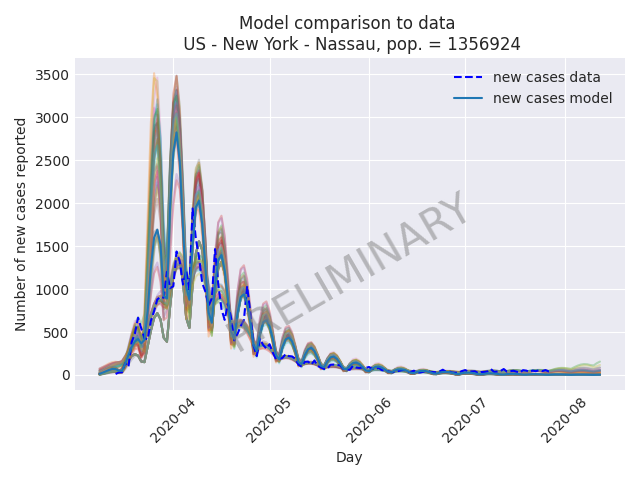 Model comparison to data
US - New York - Nassau, pop. = 1356924
new cases data
new cases model
Number of new cases reported
3500
3000
2500
2000
1500
1000
500
0
PRELIMINARY
2020-04
2020-05
2020-06
2020-07
2020-08
Day